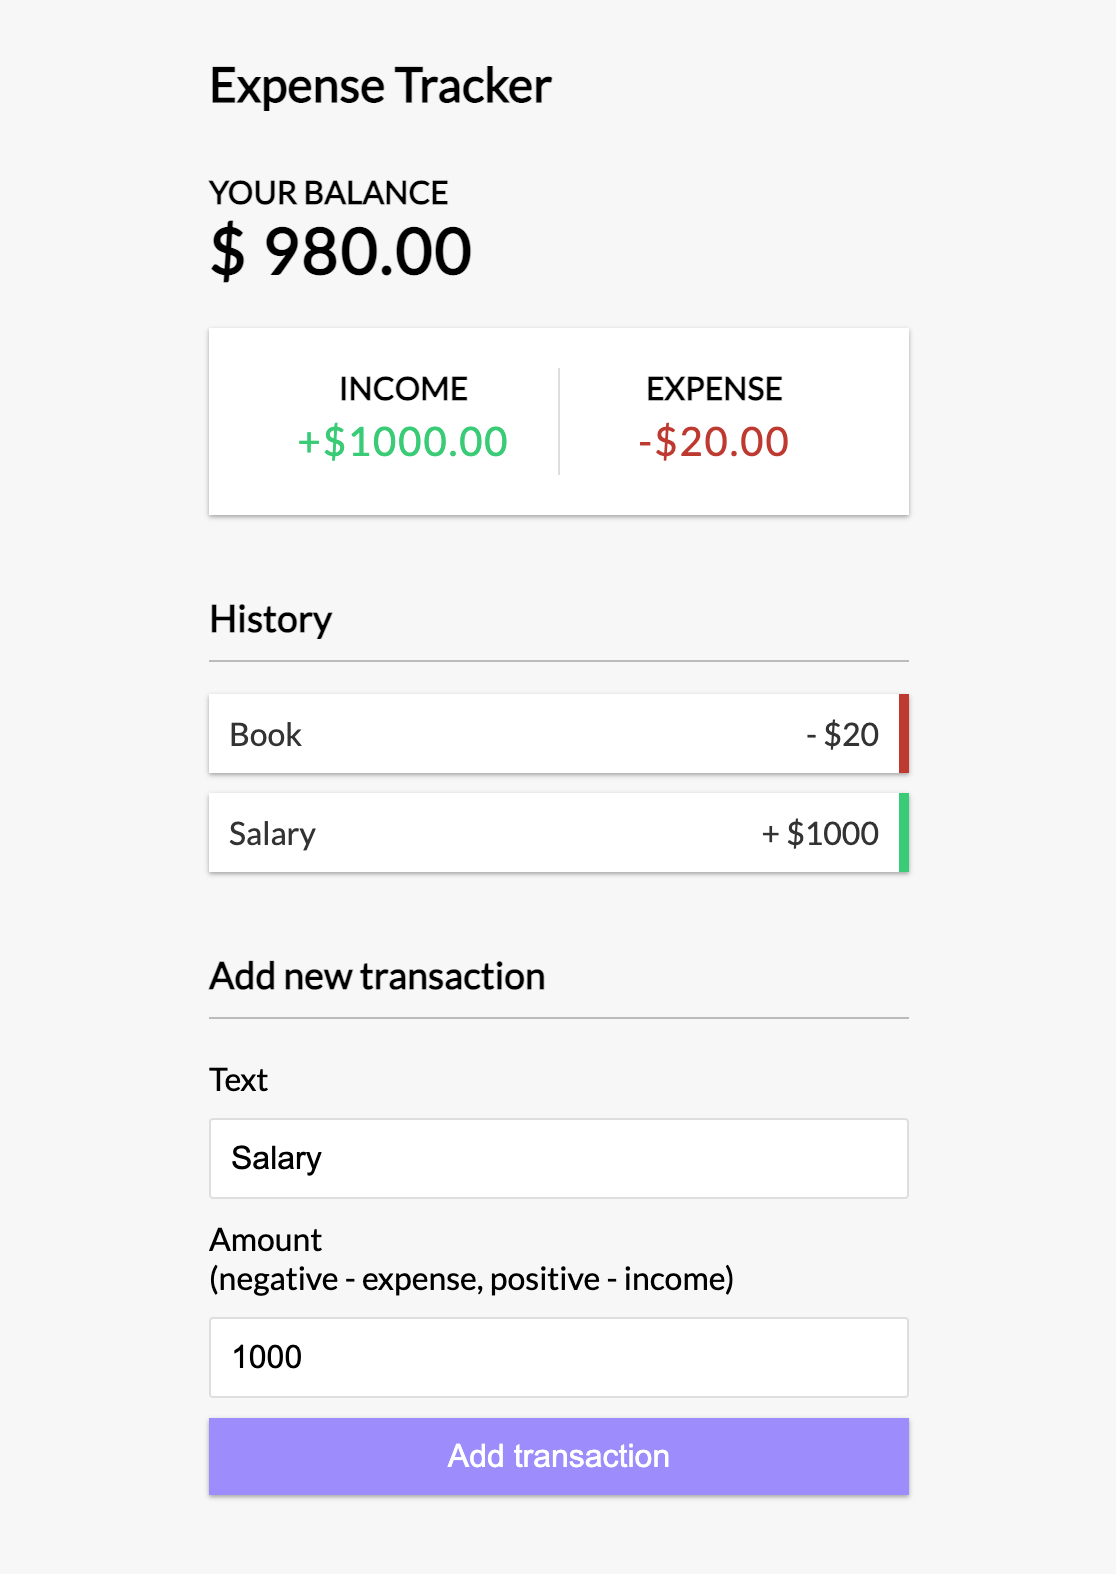 Expense Tracker
YOUR BALANCE
$ 980.00
INCOME
+$1000.00
EXPENSE
-$20.00
History
Book - $20
Salary + $1000
Add new transaction
Text
Salary
Amount
(negative - expense, positive - income)
1000
Add transaction